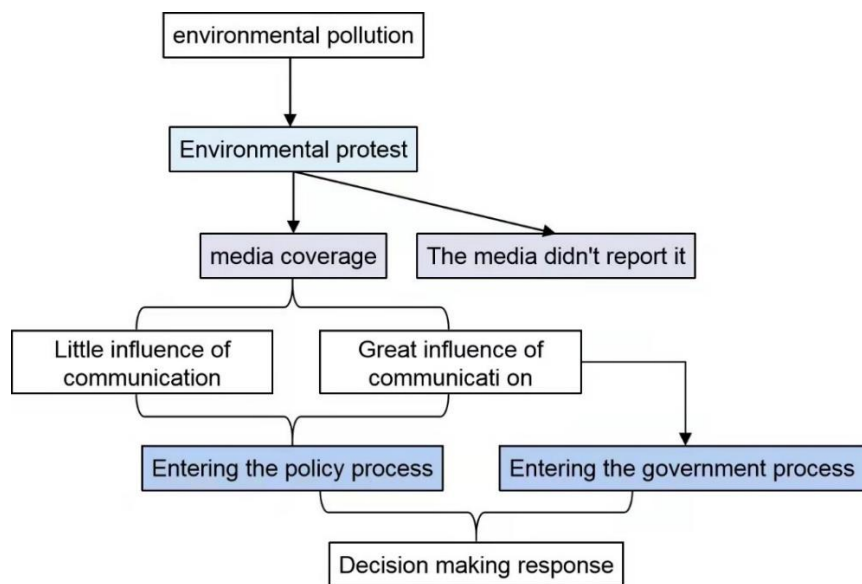 environmental pollution
Environmental protest
media coverage
The media didn't report it
Little influence of
communication
Great influence of
communicati on
Entering the policy process
Entering the government process
Decision making response